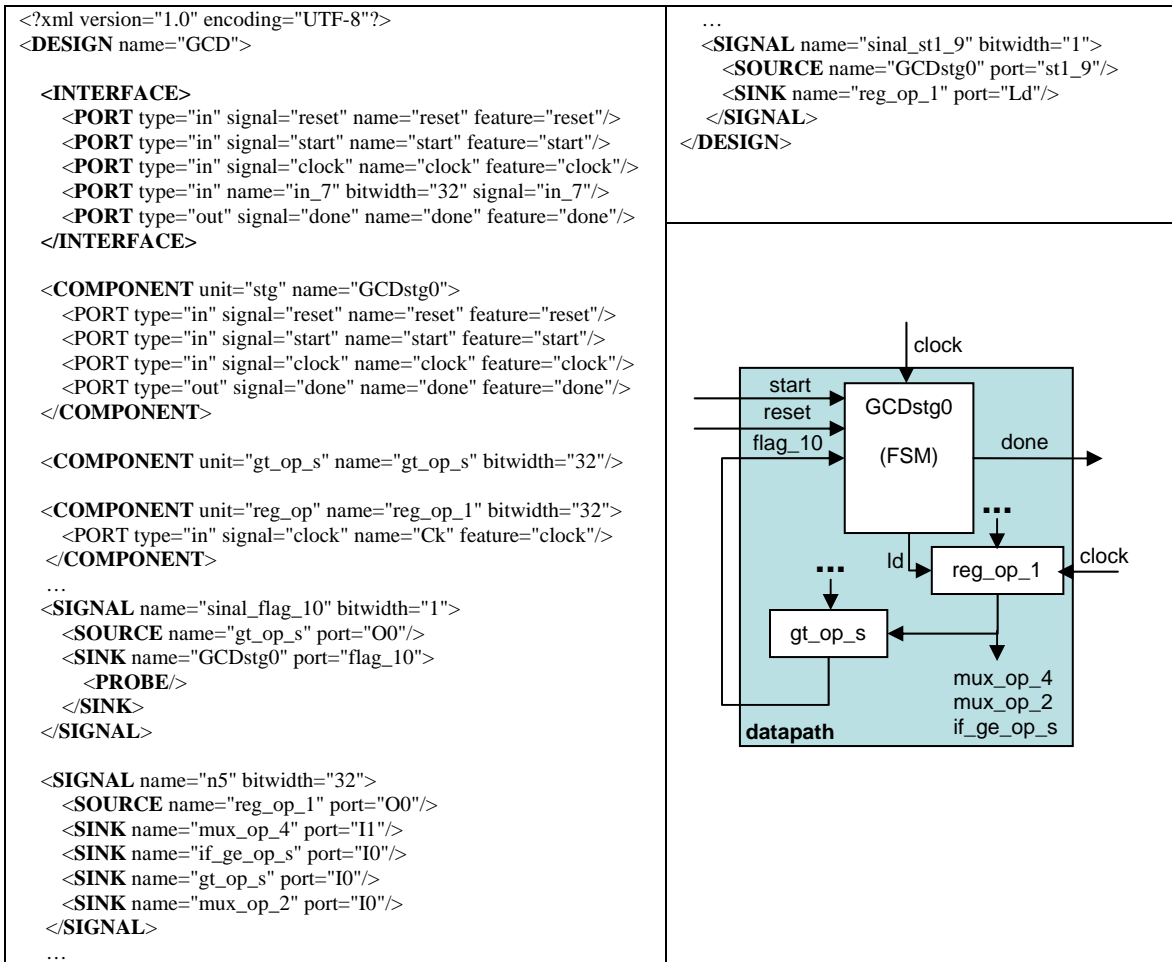 <?xml version="1.0" encoding="UTF-8"?>
<DESIGN name="GCD">
<INTERFACE>
<PORT type="in" signal="reset" name="reset" feature="reset"/>
<PORT type="in" signal="start" name="start" feature="start"/>
<PORT type="in" signal="clock" name="clock" feature="clock"/>
<PORT type="in" name="in_7" bitwidth="32" signal="in_7"/>
<PORT type="out" signal="done" name="done" feature="done"/>
</INTERFACE>
<COMPONENT unit="stg" name="GCDstg0">
<PORT type="in" signal="reset" name="reset" feature="reset"/>
<PORT type="in" signal="start" name="start" feature="start"/>
<PORT type="in" signal="clock" name="clock" feature="clock"/>
<PORT type="out" signal="done" name="done" feature="done"/>
</COMPONENT>
<COMPONENT unit="gt_op_s" name="gt_op_s" bitwidth="32"/>
<COMPONENT unit="reg_op" name="reg_op_1" bitwidth="32">
<PORT type="in" signal="clock" name="Ck" feature="clock"/>
</COMPONENT>
…
<SIGNAL name="sinal_flag_10" bitwidth="1">
<SOURCE name="gt_op_s" port="O0"/>
<SINK name="GCDstg0" port="flag_10">
<PROBE/>
</SINK>
</SIGNAL>
<SIGNAL name="n5" bitwidth="32">
<SOURCE name="reg_op_1" port="O0"/>
<SINK name="mux_op_4" port="I1"/>
<SINK name="if_ge_op_s" port="I0"/>
<SINK name="gt_op_s" port="I0"/>
<SINK name="mux_op_2" port="I0"/>
</SIGNAL>
…
…
<SIGNAL name="sinal_st1_9" bitwidth="1">
<SOURCE name="GCDstg0" port="st1_9"/>
<SINK name="reg_op_1" port="Ld"/>
</SIGNAL>
</DESIGN>
clock
start
reset
flag_10
GCDstg0
(FSM)
done
...
ld
reg_op_1
clock
...
gt_op_s
mux_op_4
mux_op_2
if_ge_op_s
datapath